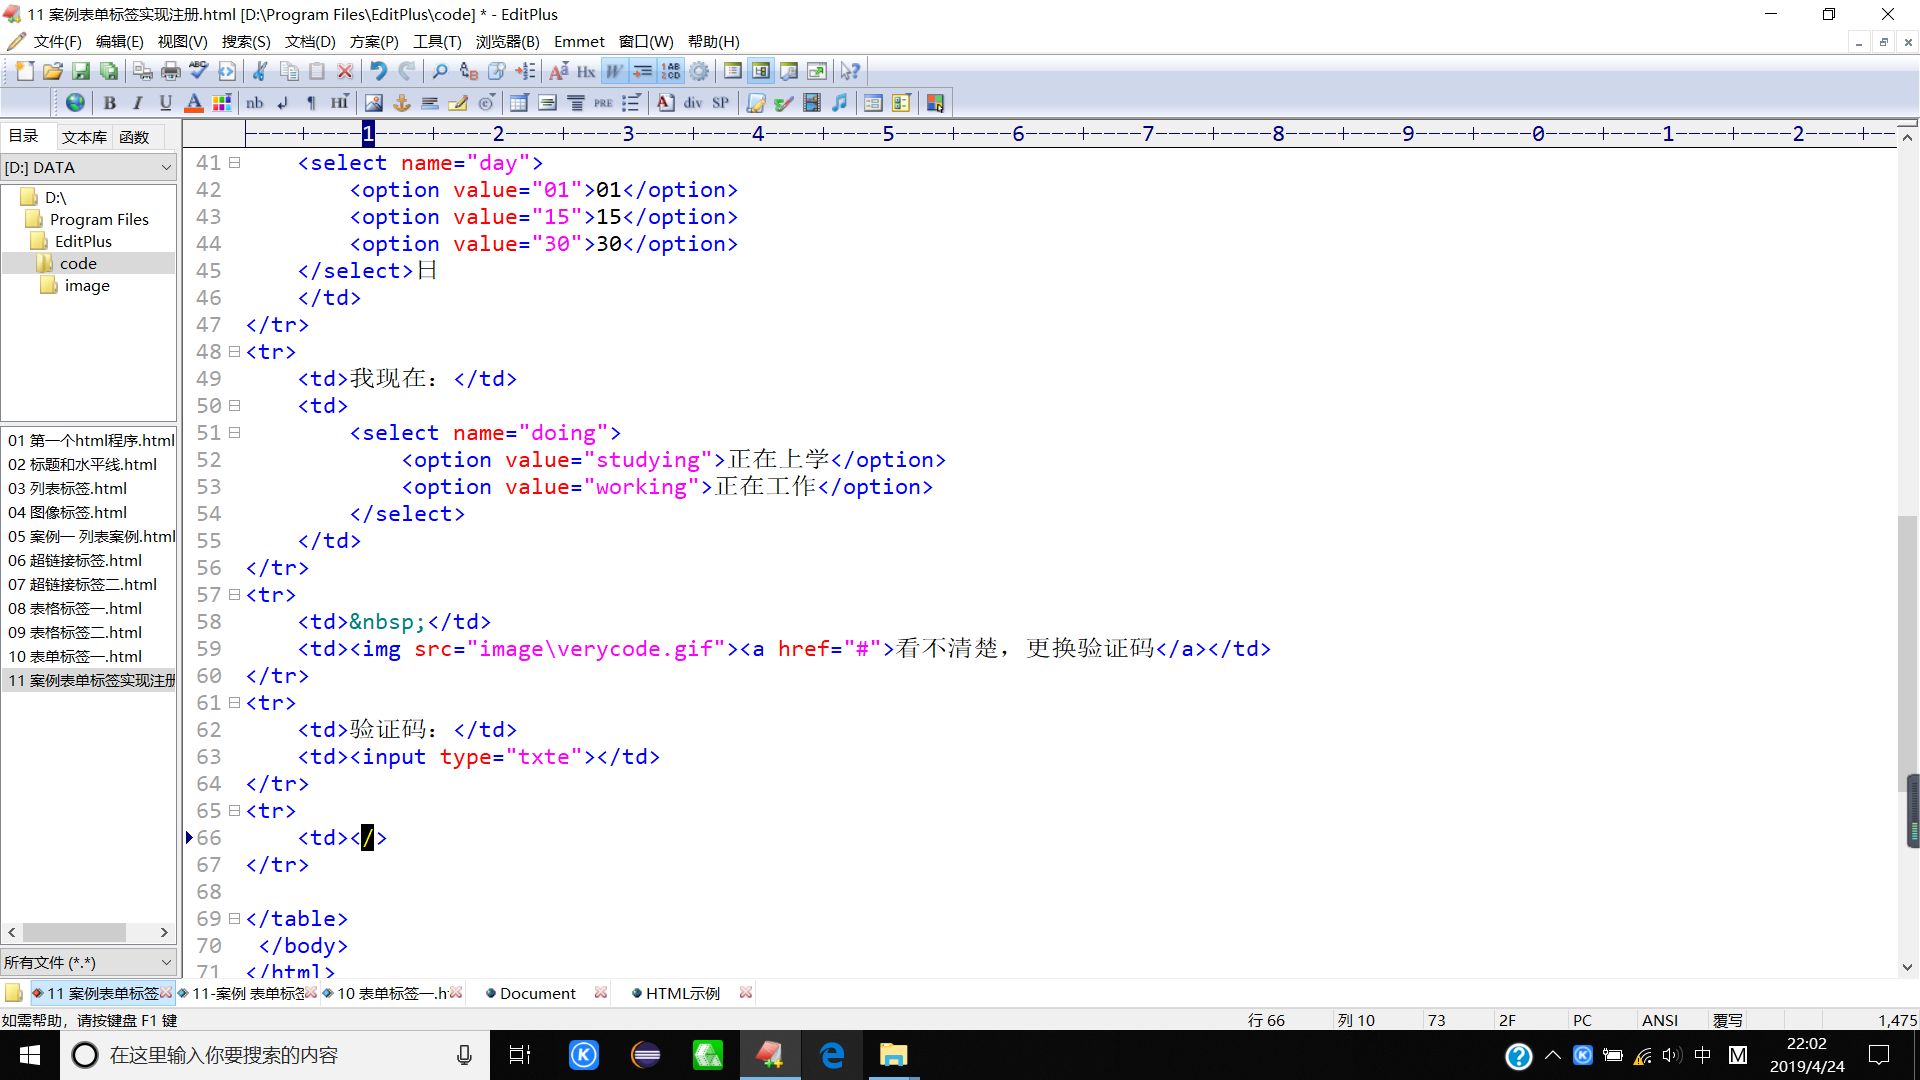 11 案例表单标签实现注册.html [D:\Program Files\EditPlus\code] * - EditPlus
文件(F) 编辑(E) 视图(V) 搜索(S) 文档(D) 方案(P) 工具(T) 浏览器(B) Emmet 窗口(W) 帮助(H)
B I U A nb ¶ HI PRE A div SP
目录 文本库 函数
----+----1----+----2----+----3----+----4----+----5----+----6----+----7----+----8----+----9----+----0----+----1----+----2----+--
[D:] DATA
D:\
Program Files
EditPlus
code
image
01 第一个html程序.html
02 标题和水平线.html
03 列表标签.html
04 图像标签.html
05 案例一 列表案例.html
06 超链接标签.html
07 超链接标签二.html
08 表格标签一.html
09 表格标签二.html
10 表单标签一.html
11 案例表单标签实现注册
所有文件 (*.*)
41 <select name="day">
42 <option value="01">01</option>
43 <option value="15">15</option>
44 <option value="30">30</option>
45 </select>日
46 </td>
47 </tr>
48 <tr>
49 <td>我现在：</td>
50 <td>
51 <select name="doing">
52 <option value="studying">正在上学</option>
53 <option value="working">正在工作</option>
54 </select>
55 </td>
56 </tr>
57 <tr>
58 <td>&nbsp;</td>
59 <td><img src="image\verycode.gif"><a href="#">看不清楚，更换验证码</a></td>
60 </tr>
61 <tr>
62 <td>验证码：</td>
63 <td><input type="txte"></td>
64 </tr>
65 <tr>
66 <td></>
67 </tr>
68
69 </table>
70 </body>
71 </html>
11 案例表单标签 11-案例 表单标签 10 表单标签一.h Document HTML示例
如需帮助，请按键盘 F1 键 行 66 列 10 73 2F PC ANSI 覆写 1,475
在这里输入你要搜索的内容
中 M 22:02
2019/4/24